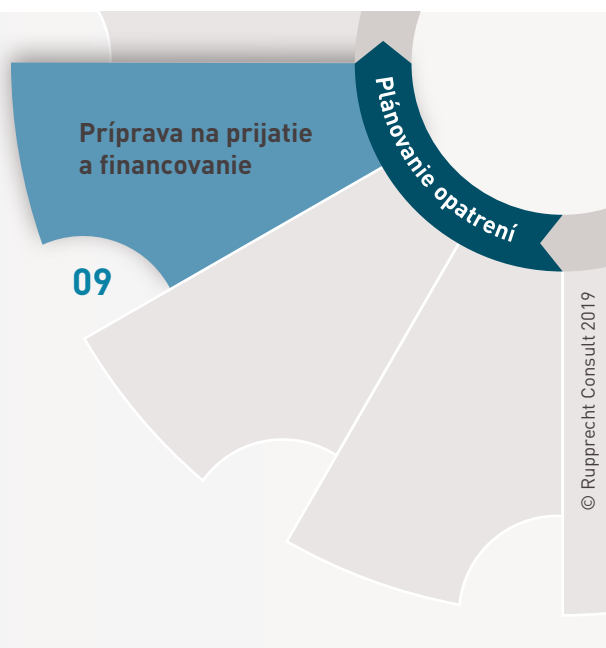 Príprava na prijatie
a financovanie
Plánovanie opatrení
09
© Rupprecht Consult 2019